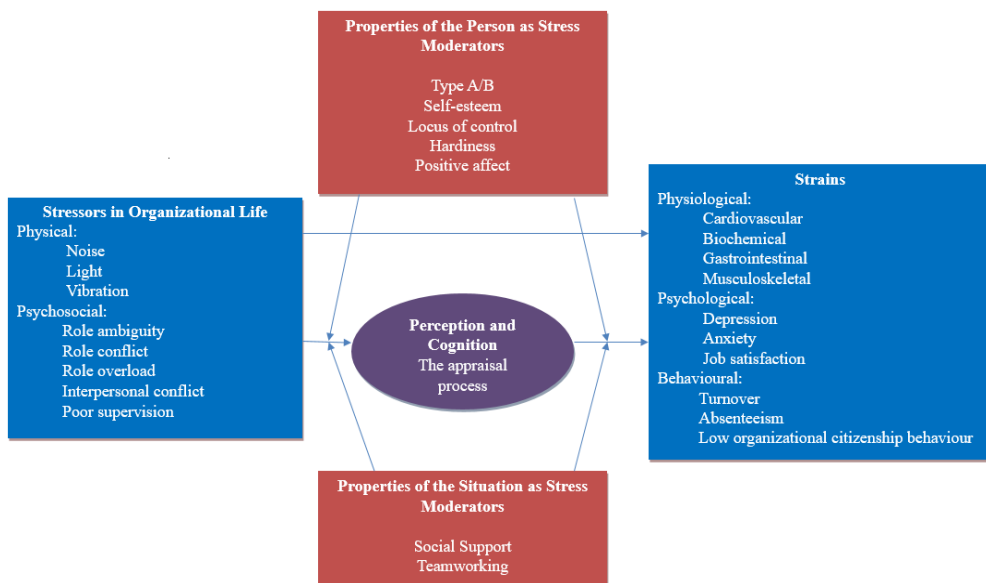 Properties of the Person as Stress
Moderators
Type A/B
Self-esteem
Locus of control
Hardiness
Positive affect
Stressors in Organizational Life
Physical:
Noise
Light
Vibration
Psychosocial:
Role ambiguity
Role conflict
Role overload
Interpersonal conflict
Poor supervision
Perception and
Cognition
The appraisal
process
Strains
Physiological:
Cardiovascular
Biochemical
Gastrointestinal
Musculoskeletal
Psychological:
Depression
Anxiety
Job satisfaction
Behavioural:
Turnover
Absenteeism
Low organizational citizenship behaviour
Properties of the Situation as Stress
Moderators
Social Support
Teamworking